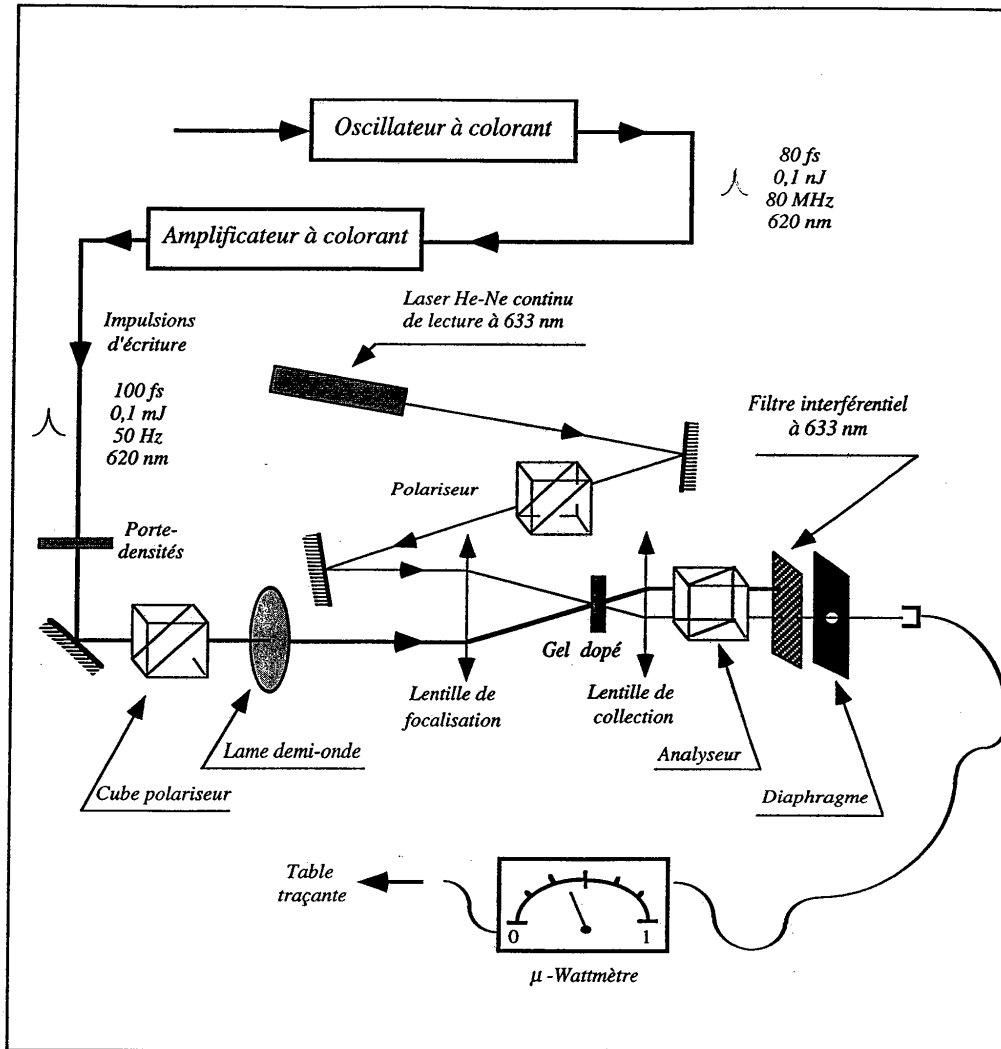 Oscillateur à colorant
80 fs
0,1 nJ
80 MHz
620 nm
Amplificateur à colorant
Laser He-Ne continu
de lecture à 633 nm
Impulsions
d'écriture
100 fs
0,1 mJ
50 Hz
620 nm
Filtre interférentiel
à 633 nm
Polariseur
Porte-
densités
Gel dopé
Lentille de
focalisation
Lentille de
collection
Lame demi-onde
Analyseur
Cube polariseur
Diaphragme
Table
traçante
0 1
µ -Wattmètre